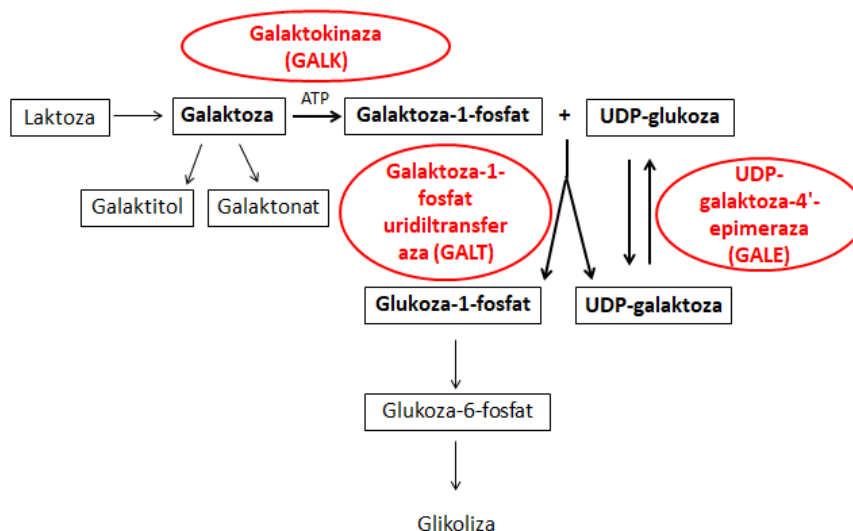 Galaktokinaza
(GALK)
Laktoza
Galaktoza
ATP
Galaktoza-1-fosfat
+
UDP-glukoza
Galaktitol
Galaktonat
Galaktoza-1-
fosfat
uridiltransfer
aza (GALT)
UDP-
galaktoza-4'-
epimeraza
(GALE)
Glukoza-1-fosfat
UDP-galaktoza
Glukoza-6-fosfat
Glikoliza